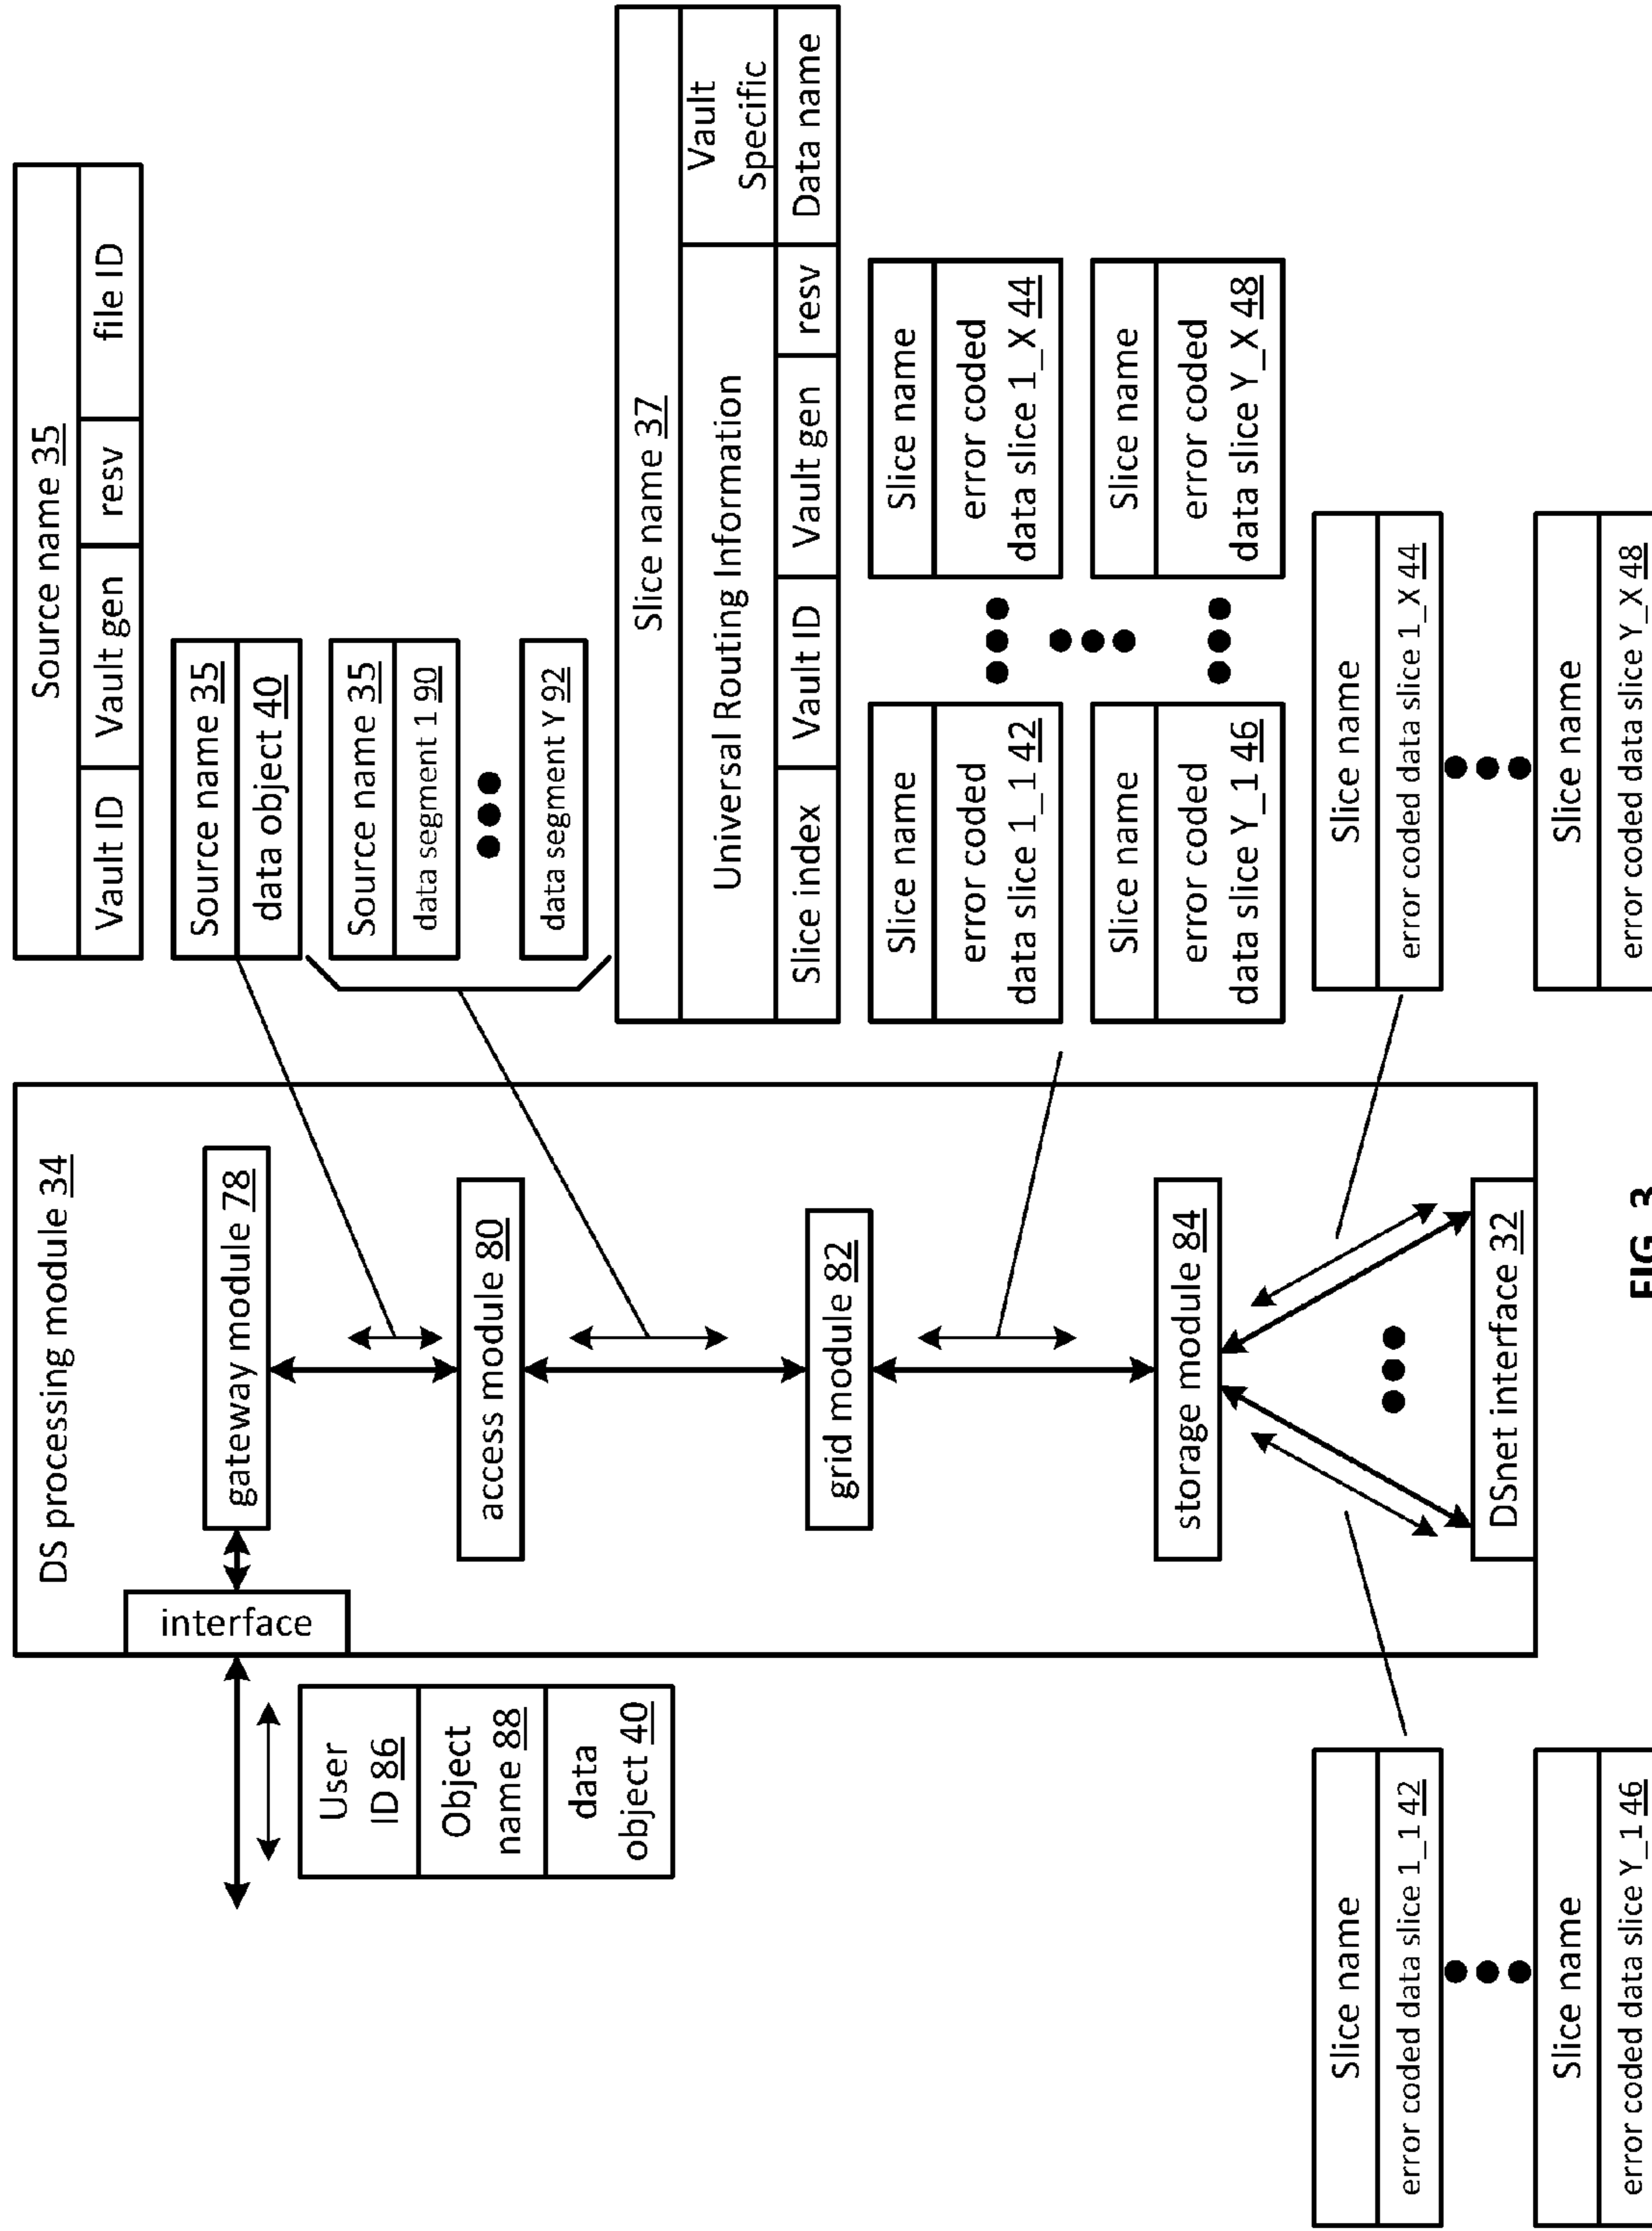 DS processing module 34
interface
gateway module 78
access module 80
grid module 82
storage module 84
DSnet interface 32
User
ID 86
Object
name 88
data
object 40
Source name 35
Vault ID
Vault gen
resv
file ID
Source name 35
data object 40
Source name 35
data segment 1 90
data segment Y 92
Slice name 37
Universal Routing Information
Vault
Specific
Slice index
Vault ID
Vault gen
resv
Data name
Slice name
error coded
data slice 1_1 42
Slice name
error coded
data slice 1_X 44
Slice name
error coded
data slice Y_1 46
Slice name
error coded
data slice Y_X 48
Slice name
error coded data slice 1_1 42
Slice name
error coded data slice Y_1 46
Slice name
error coded data slice 1_X 44
Slice name
error coded data slice Y_X 48
FIG. 3